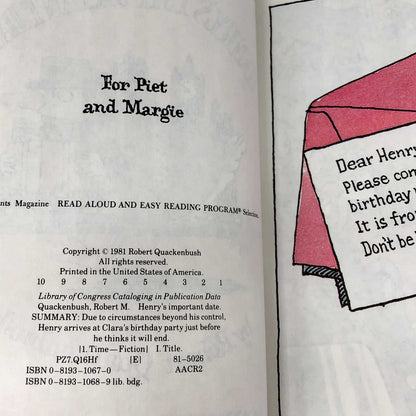 For Piet
and Margie
nts Magazine READ ALOUD AND EASY READING PROGRAM® Selection.
Copyright © 1981 Robert Quackenbush
All rights reserved.
Printed in the United States of America.
10 9 8 7 6 5 4 3 2 1
Library of Congress Cataloging in Publication Data
Quackenbush, Robert M. Henry's important date.
SUMMARY: Due to circumstances beyond his control,
Henry arrives at Clara's birthday party just before
he thinks it will end.
[1. Time—Fiction] I. Title.
PZ7.Q16Hf [E] 81-5026
ISBN 0-8193-1067-0 AACR2
ISBN 0-8193-1068-9 lib. bdg.
Dear Henry
Please com
birthday
It is fro
Don't be